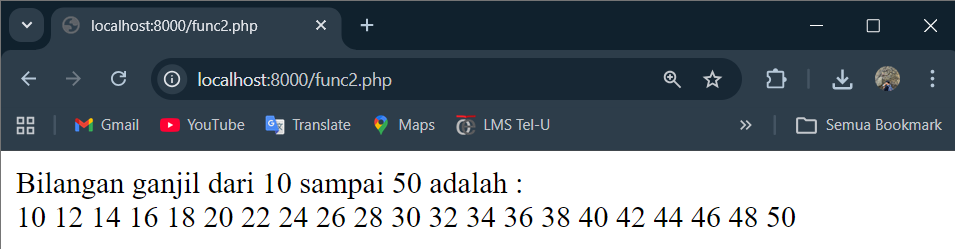 localhost:8000/func2.php
localhost:8000/func2.php
Gmail YouTube Translate Maps LMS Tel-U » Semua Bookmark
Bilangan ganjil dari 10 sampai 50 adalah :
10 12 14 16 18 20 22 24 26 28 30 32 34 36 38 40 42 44 46 48 50